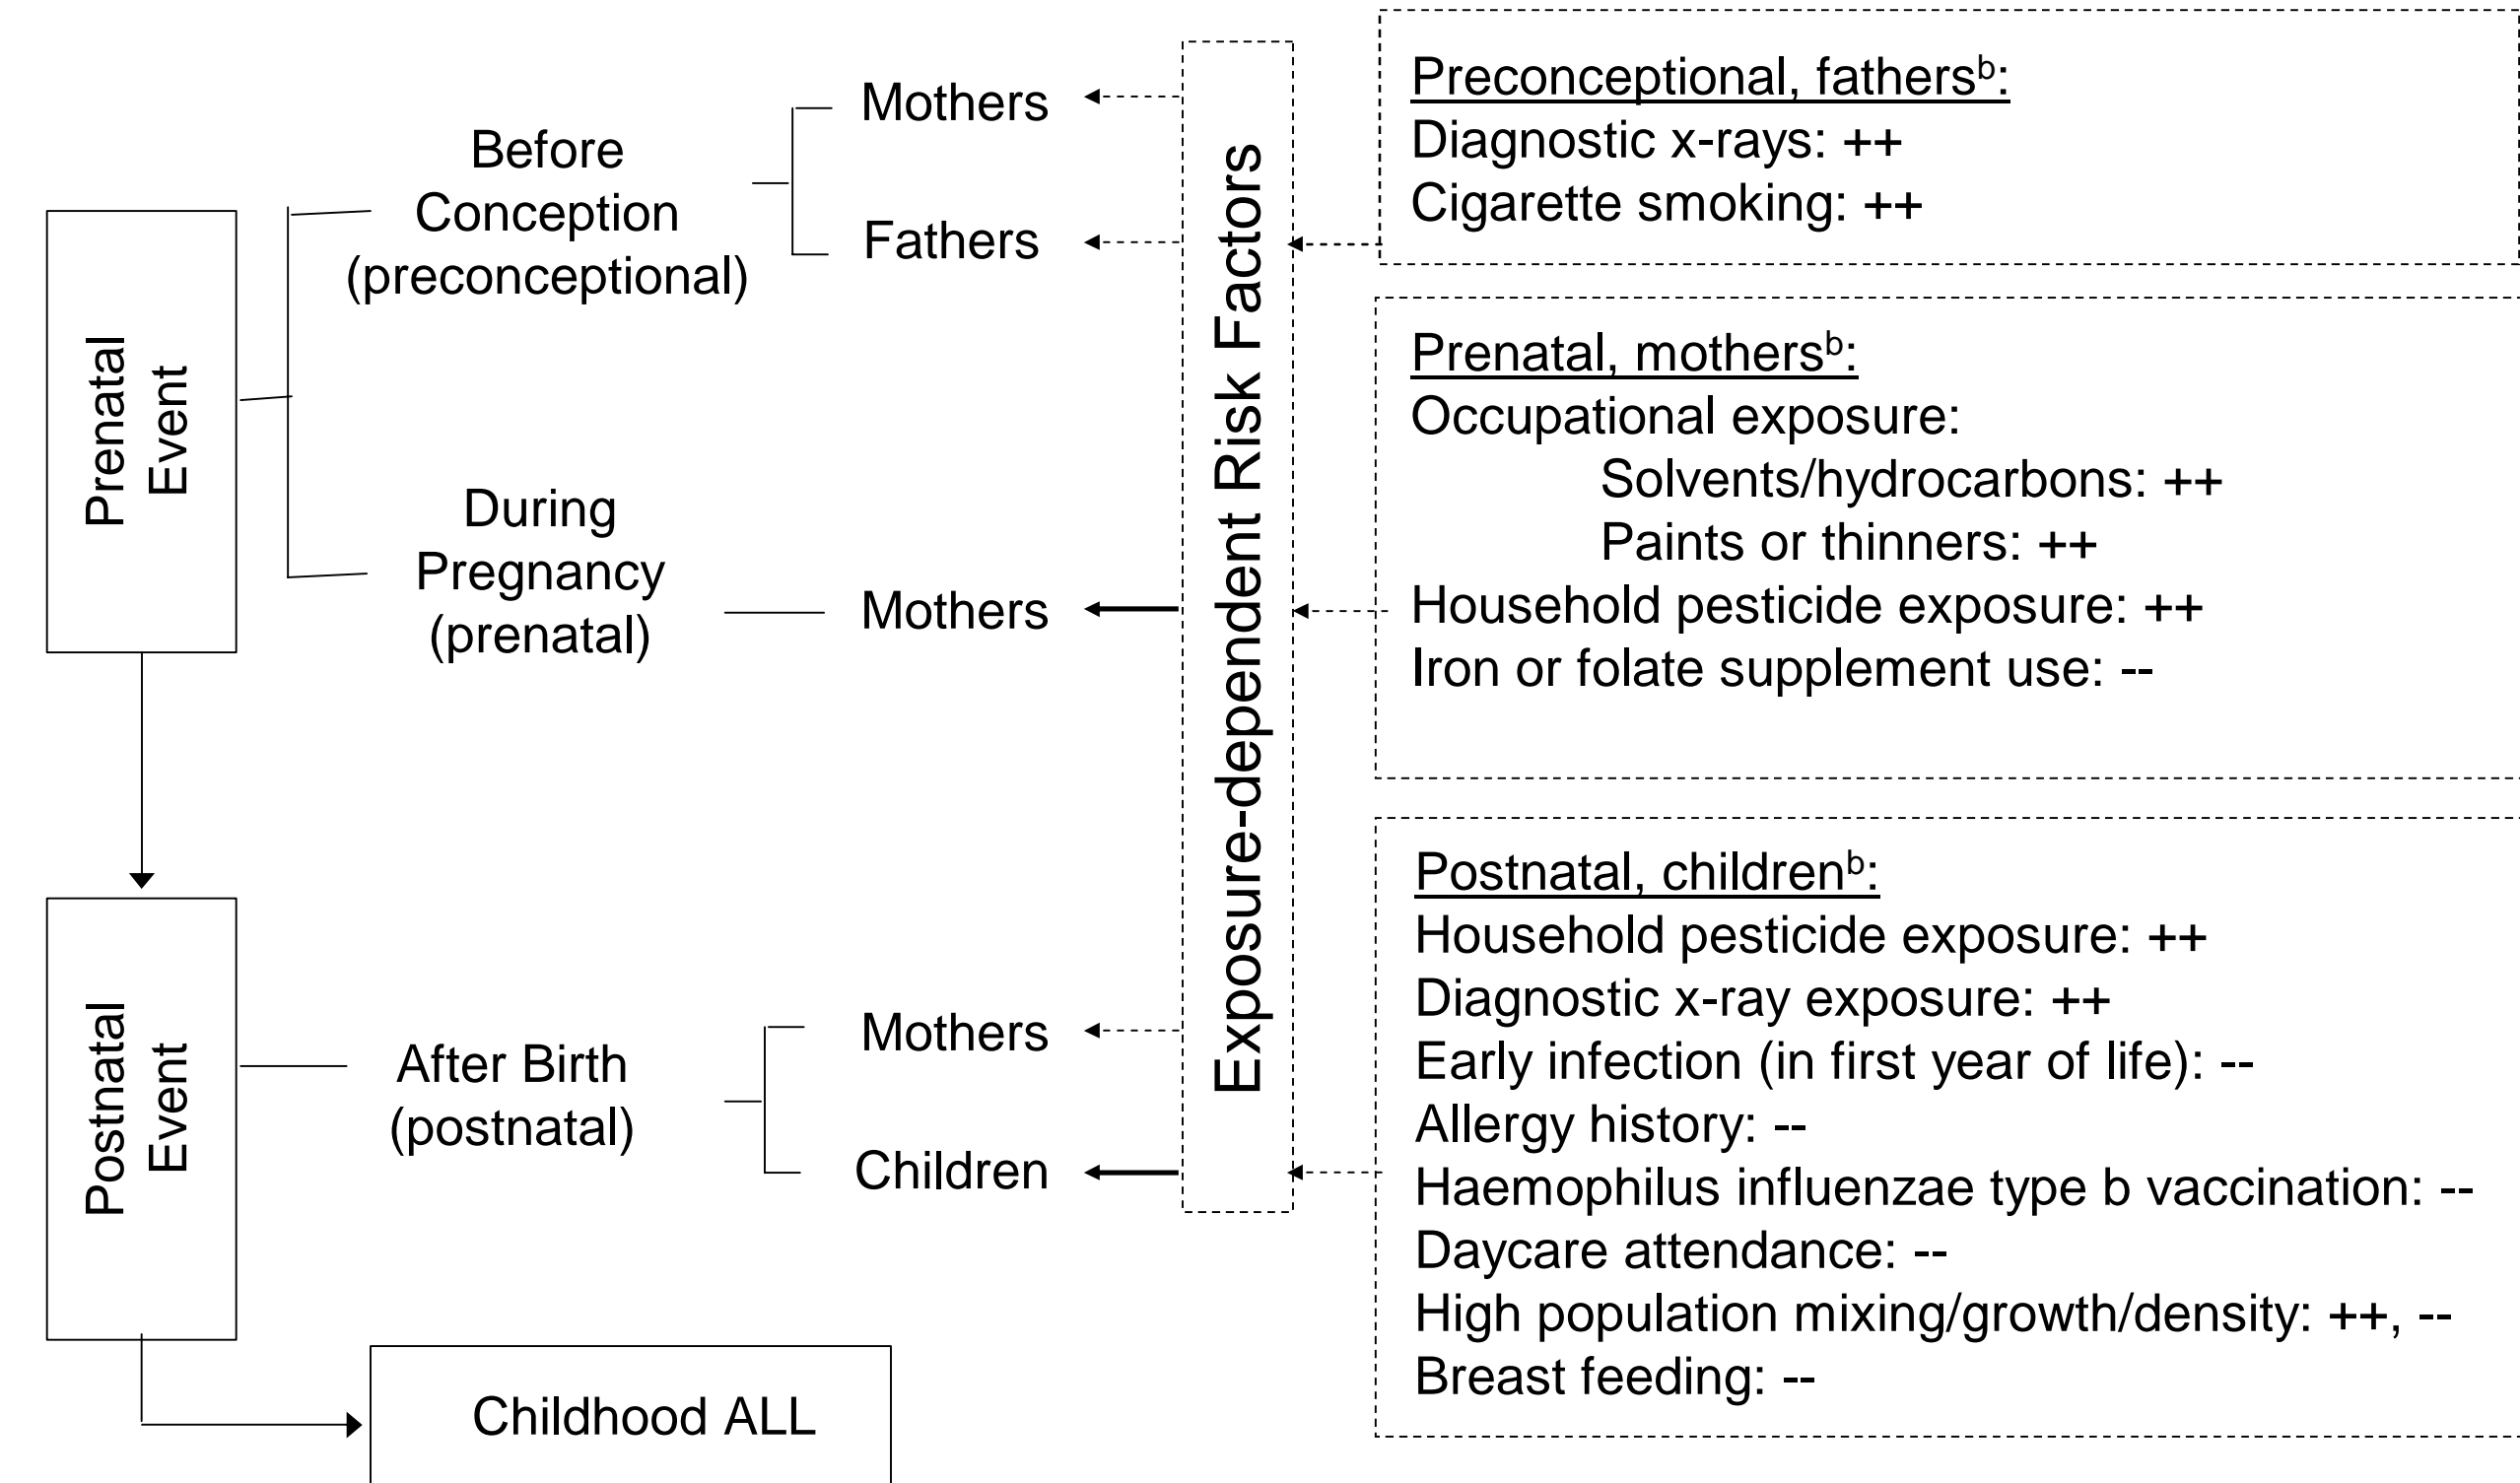 Prenatal
Event
Before
Conception
(preconceptional)
Mothers
Fathers
During
Pregnancy
(prenatal)
Mothers
Postnatal
Event
After Birth
(postnatal)
Mothers
Children
Childhood ALL
Exposure-dependent Risk Factors
Preconceptional, fathersᵇ:
Diagnostic x-rays: ++
Cigarette smoking: ++
Prenatal, mothersᵇ:
Occupational exposure:
Solvents/hydrocarbons: ++
Paints or thinners: ++
Household pesticide exposure: ++
Iron or folate supplement use: --
Postnatal, childrenᵇ:
Household pesticide exposure: ++
Diagnostic x-ray exposure: ++
Early infection (in first year of life): --
Allergy history: --
Haemophilus influenzae type b vaccination: --
Daycare attendance: --
High population mixing/growth/density: ++, --
Breast feeding: --